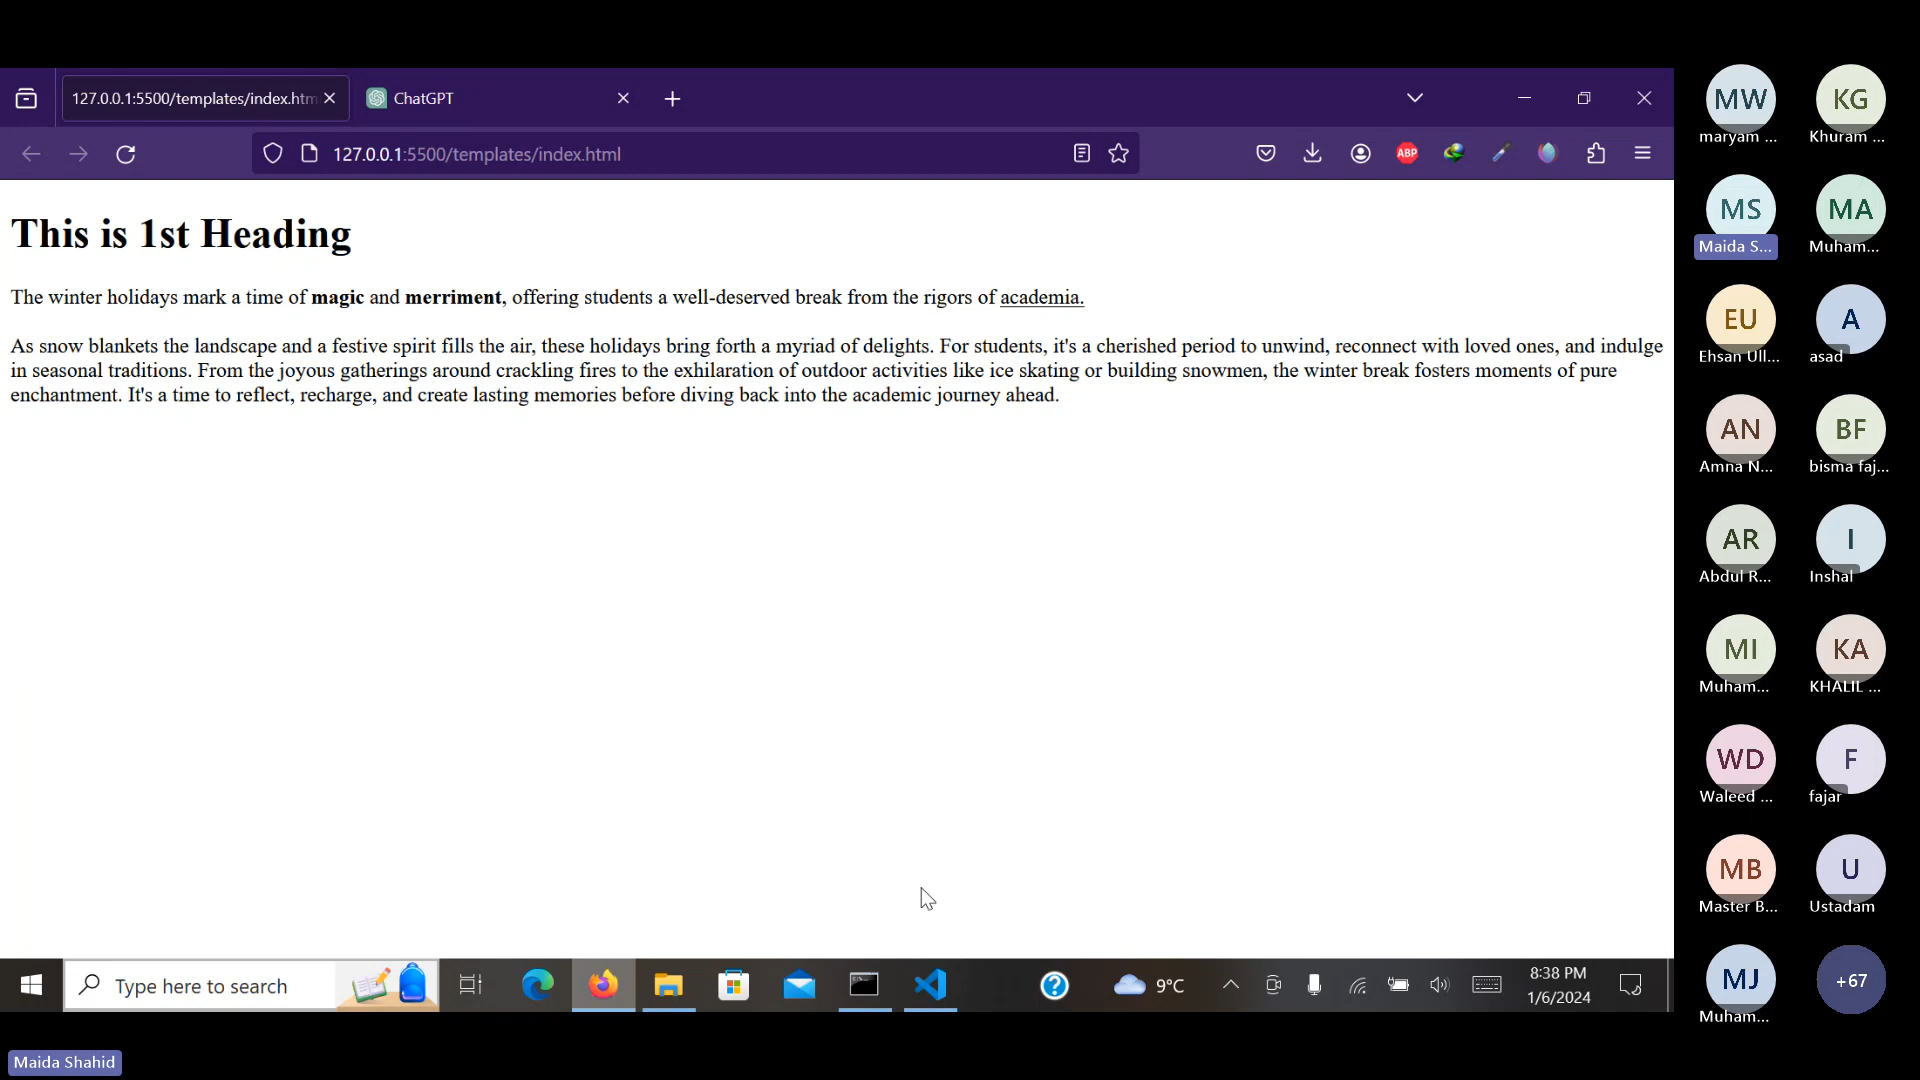 127.0.0.1:5500/templates/index.htm
ChatGPT
127.0.0.1:5500/templates/index.html
ABP
This is 1st Heading
The winter holidays mark a time of magic and merriment, offering students a well-deserved break from the rigors of academia.
As snow blankets the landscape and a festive spirit fills the air, these holidays bring forth a myriad of delights. For students, it's a cherished period to unwind, reconnect with loved ones, and indulge
in seasonal traditions. From the joyous gatherings around crackling fires to the exhilaration of outdoor activities like ice skating or building snowmen, the winter break fosters moments of pure
enchantment. It's a time to reflect, recharge, and create lasting memories before diving back into the academic journey ahead.
Type here to search
9°C
8:38 PM
1/6/2024
Maida Shahid
MW
maryam ...
KG
Khuram ...
MS
Maida S...
MA
Muham...
EU
Ehsan Ull...
A
asad
AN
Amna N...
BF
bisma faj...
AR
Abdul R...
I
Inshal
MI
Muham...
KA
KHALIL ...
WD
Waleed ...
F
fajar
MB
Master B...
U
Ustadam
MJ
Muham...
+67